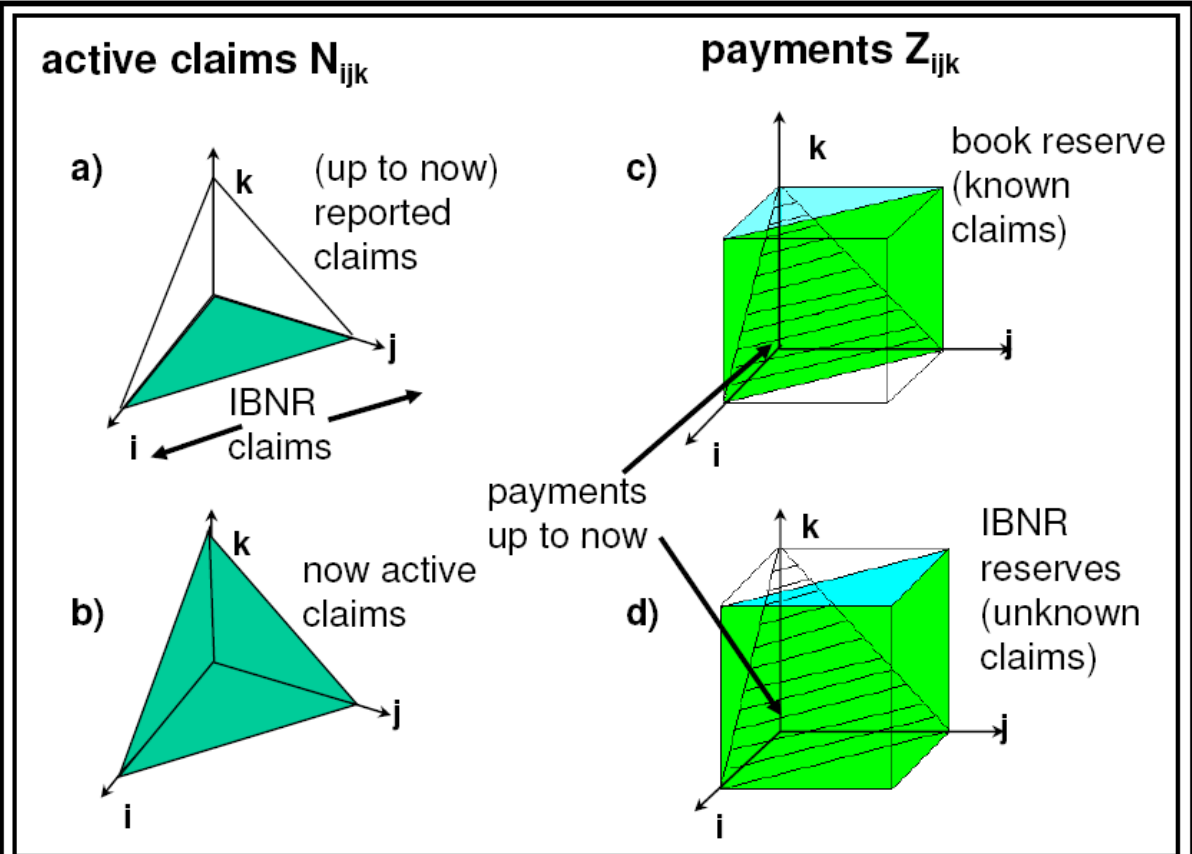 active claims N_ijk
payments Z_ijk
a)
k
(up to now)
reported
claims
j
IBNR
claims
i
c)
k
book reserve
(known
claims)
j
i
payments
up to now
b)
k
now active
claims
j
i
d)
k
IBNR
reserves
(unknown
claims)
j
i